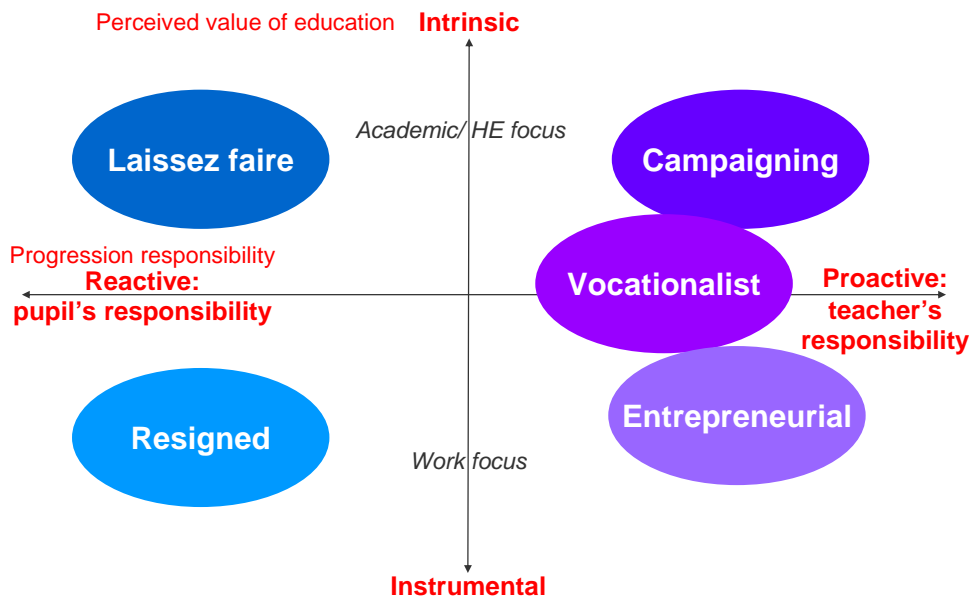 Perceived value of education
Intrinsic
Academic/ HE focus
Laissez faire
Campaigning
Progression responsibility
Reactive:
pupil’s responsibility
Vocationalist
Proactive:
teacher’s
responsibility
Resigned
Entrepreneurial
Work focus
Instrumental